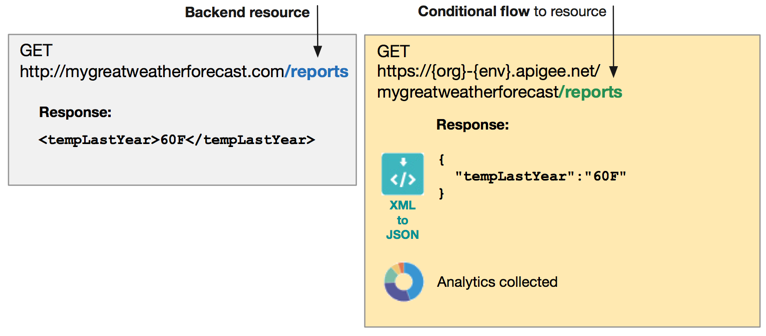 Backend resource
GET
http://mygreatweatherforecast.com/reports
Response:
<tempLastYear>60F</tempLastYear>
Conditional flow to resource
GET
https://{org}-{env}.apigee.net/
mygreatweatherforecast/reports
Response:
</>
XML
to
JSON
{
"tempLastYear":"60F"
}
Analytics collected